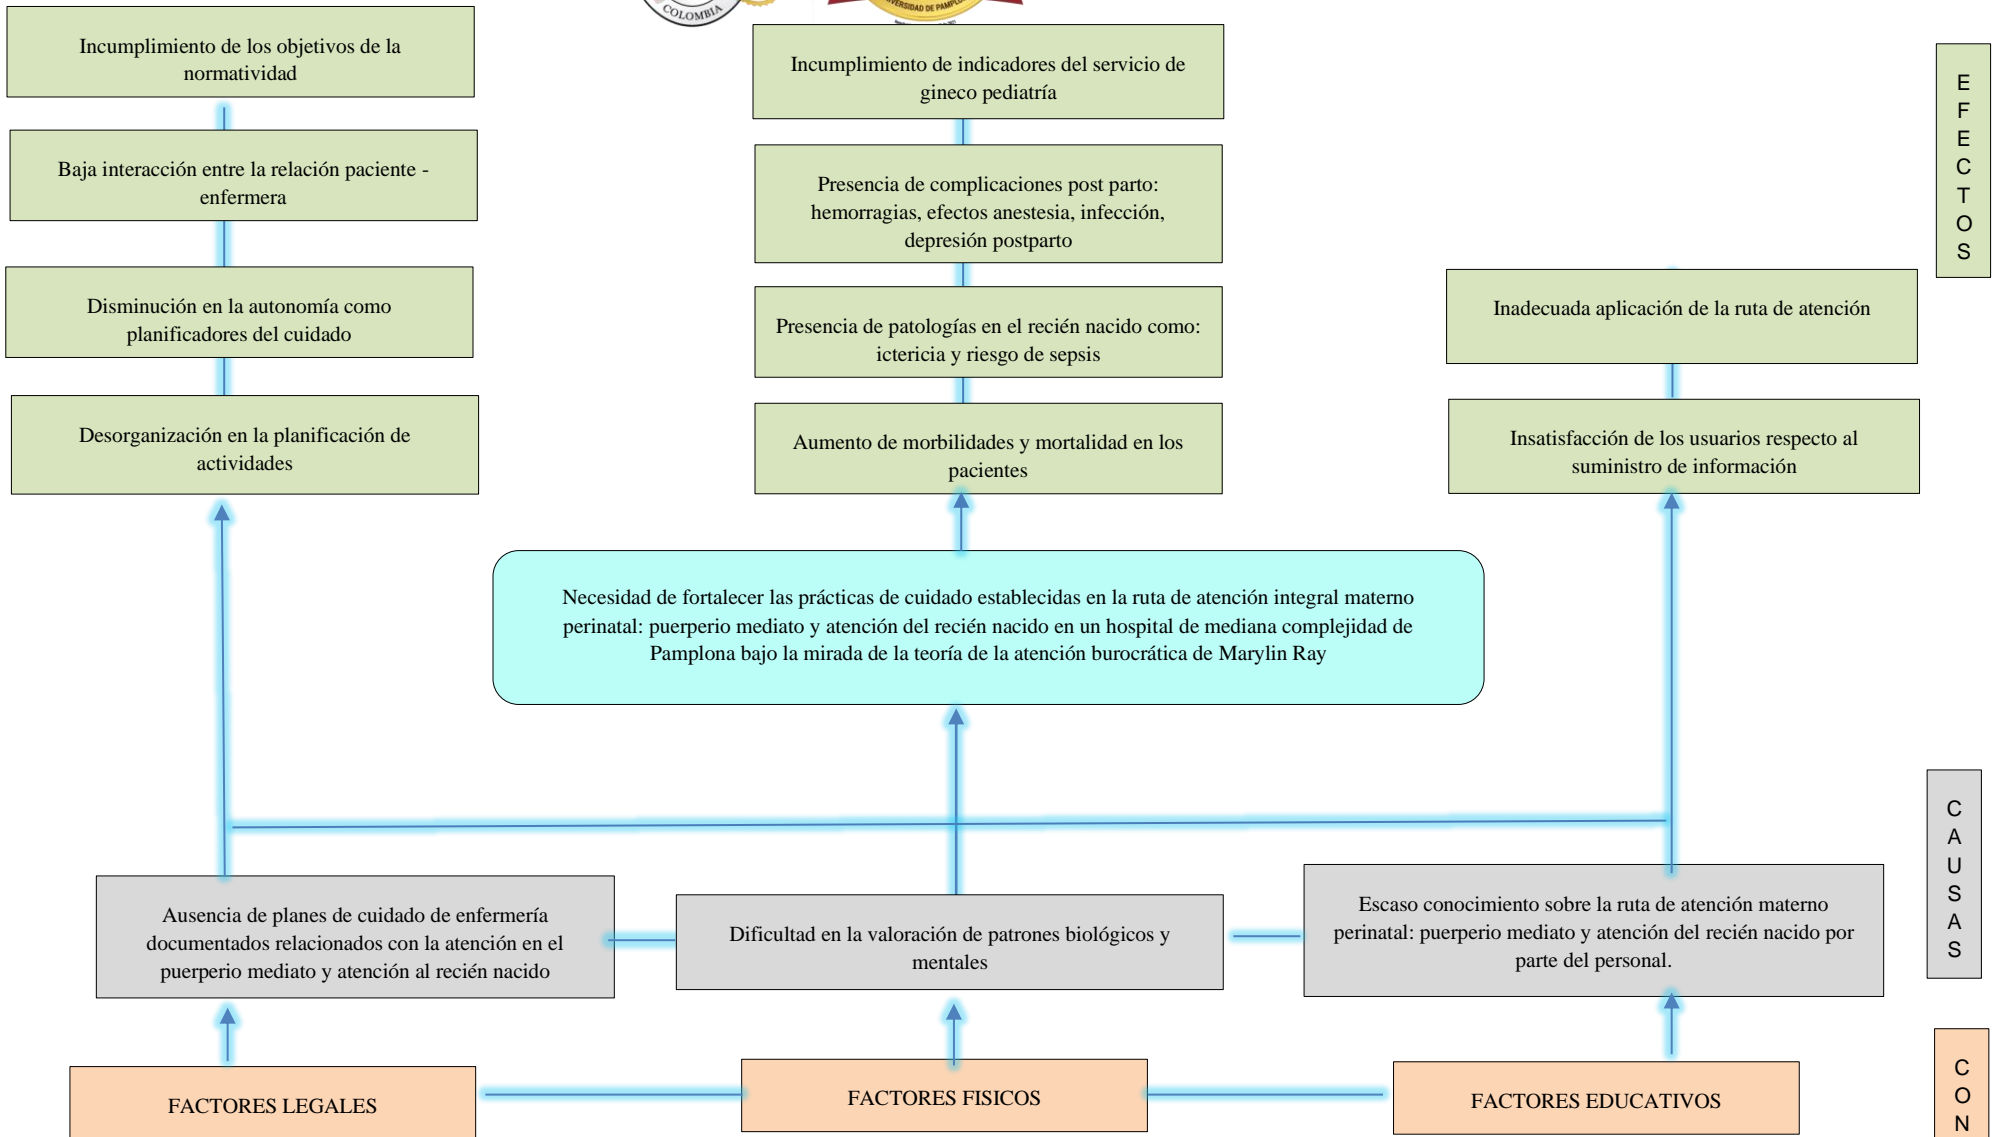 COLOMBIA
UNIVERSIDAD DE PAMPLONA
Incumplimiento de los objetivos de la
normatividad
Baja interacción entre la relación paciente -
enfermera
Disminución en la autonomía como
planificadores del cuidado
Desorganización en la planificación de
actividades
Incumplimiento de indicadores del servicio de
gineco pediatría
Presencia de complicaciones post parto:
hemorragias, efectos anestesia, infección,
depresión postparto
Presencia de patologías en el recién nacido como:
ictericia y riesgo de sepsis
Aumento de morbilidades y mortalidad en los
pacientes
Inadecuada aplicación de la ruta de atención
Insatisfacción de los usuarios respecto al
suministro de información
E
F
E
C
T
O
S
Necesidad de fortalecer las prácticas de cuidado establecidas en la ruta de atención integral materno
perinatal: puerperio mediato y atención del recién nacido en un hospital de mediana complejidad de
Pamplona bajo la mirada de la teoría de la atención burocrática de Marylin Ray
Ausencia de planes de cuidado de enfermería
documentados relacionados con la atención en el
puerperio mediato y atención al recién nacido
Dificultad en la valoración de patrones biológicos y
mentales
Escaso conocimiento sobre la ruta de atención materno
perinatal: puerperio mediato y atención del recién nacido por
parte del personal.
C
A
U
S
A
S
FACTORES LEGALES
FACTORES FISICOS
FACTORES EDUCATIVOS
C
O
N